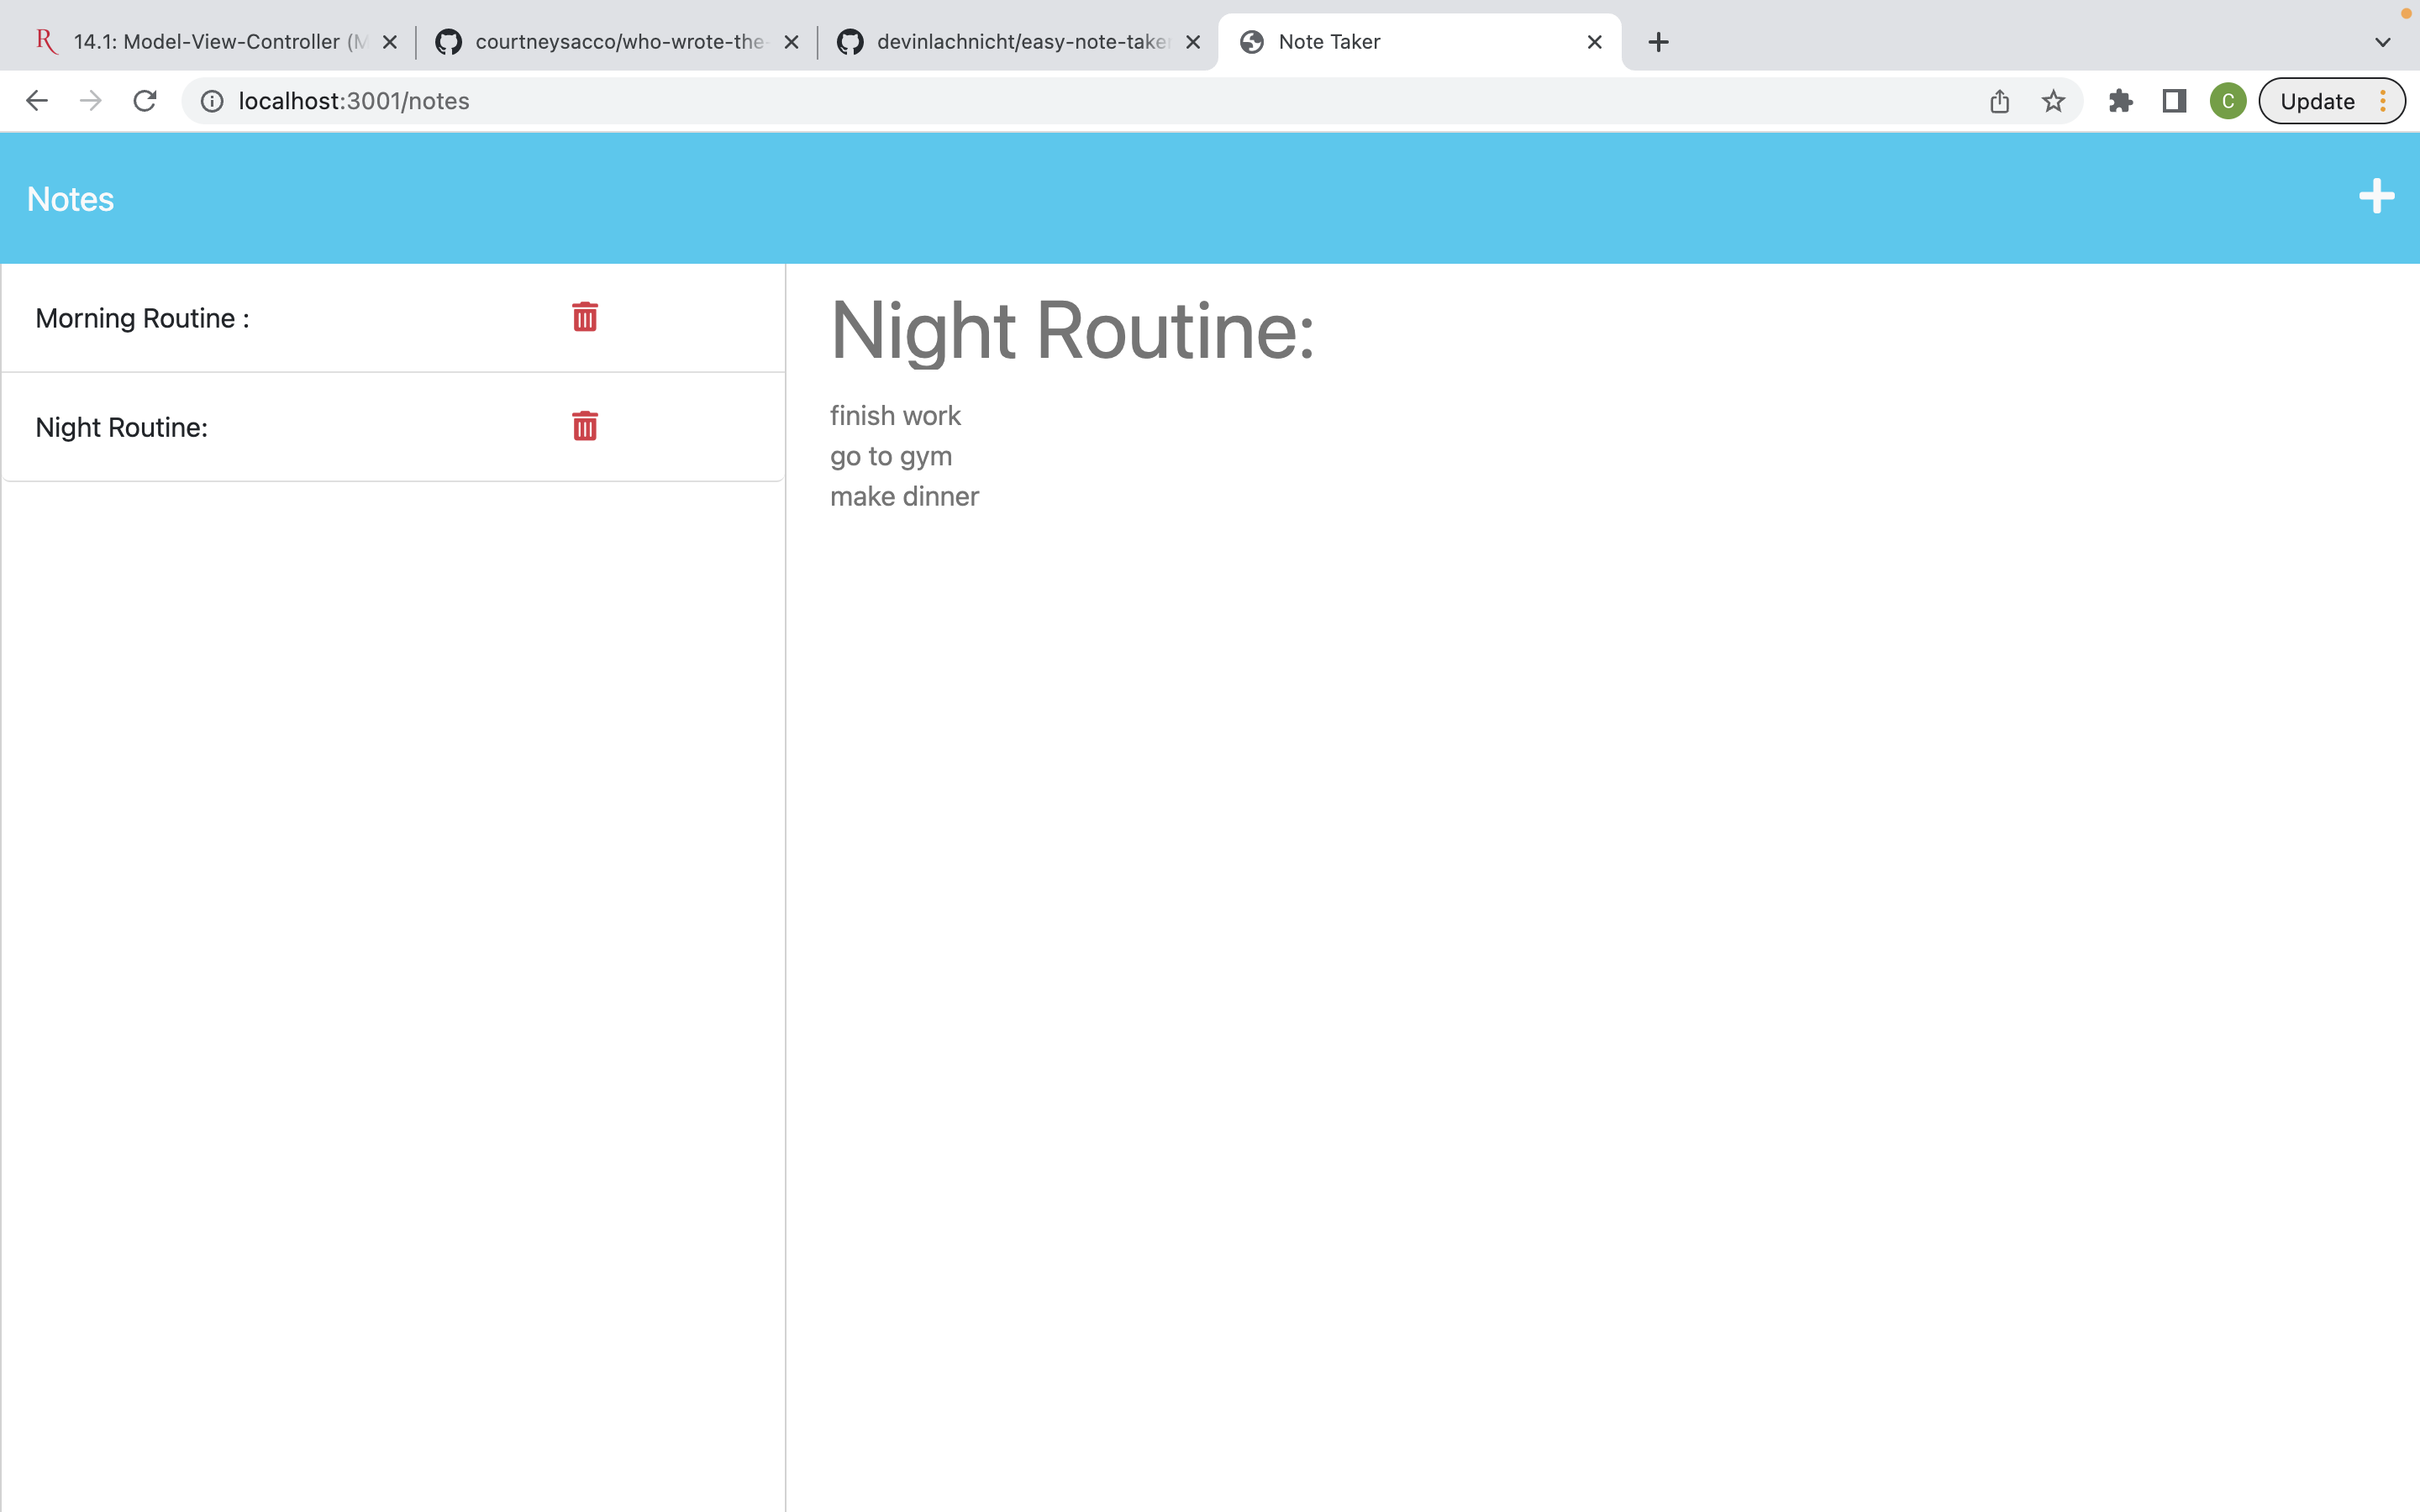 14.1: Model-View-Controller (M
courtneysacco/who-wrote-the-
devinlachnicht/easy-note-taker
Note Taker
localhost:3001/notes
C
Update
Notes
Morning Routine :
Night Routine:
Night Routine:
finish work
go to gym
make dinner